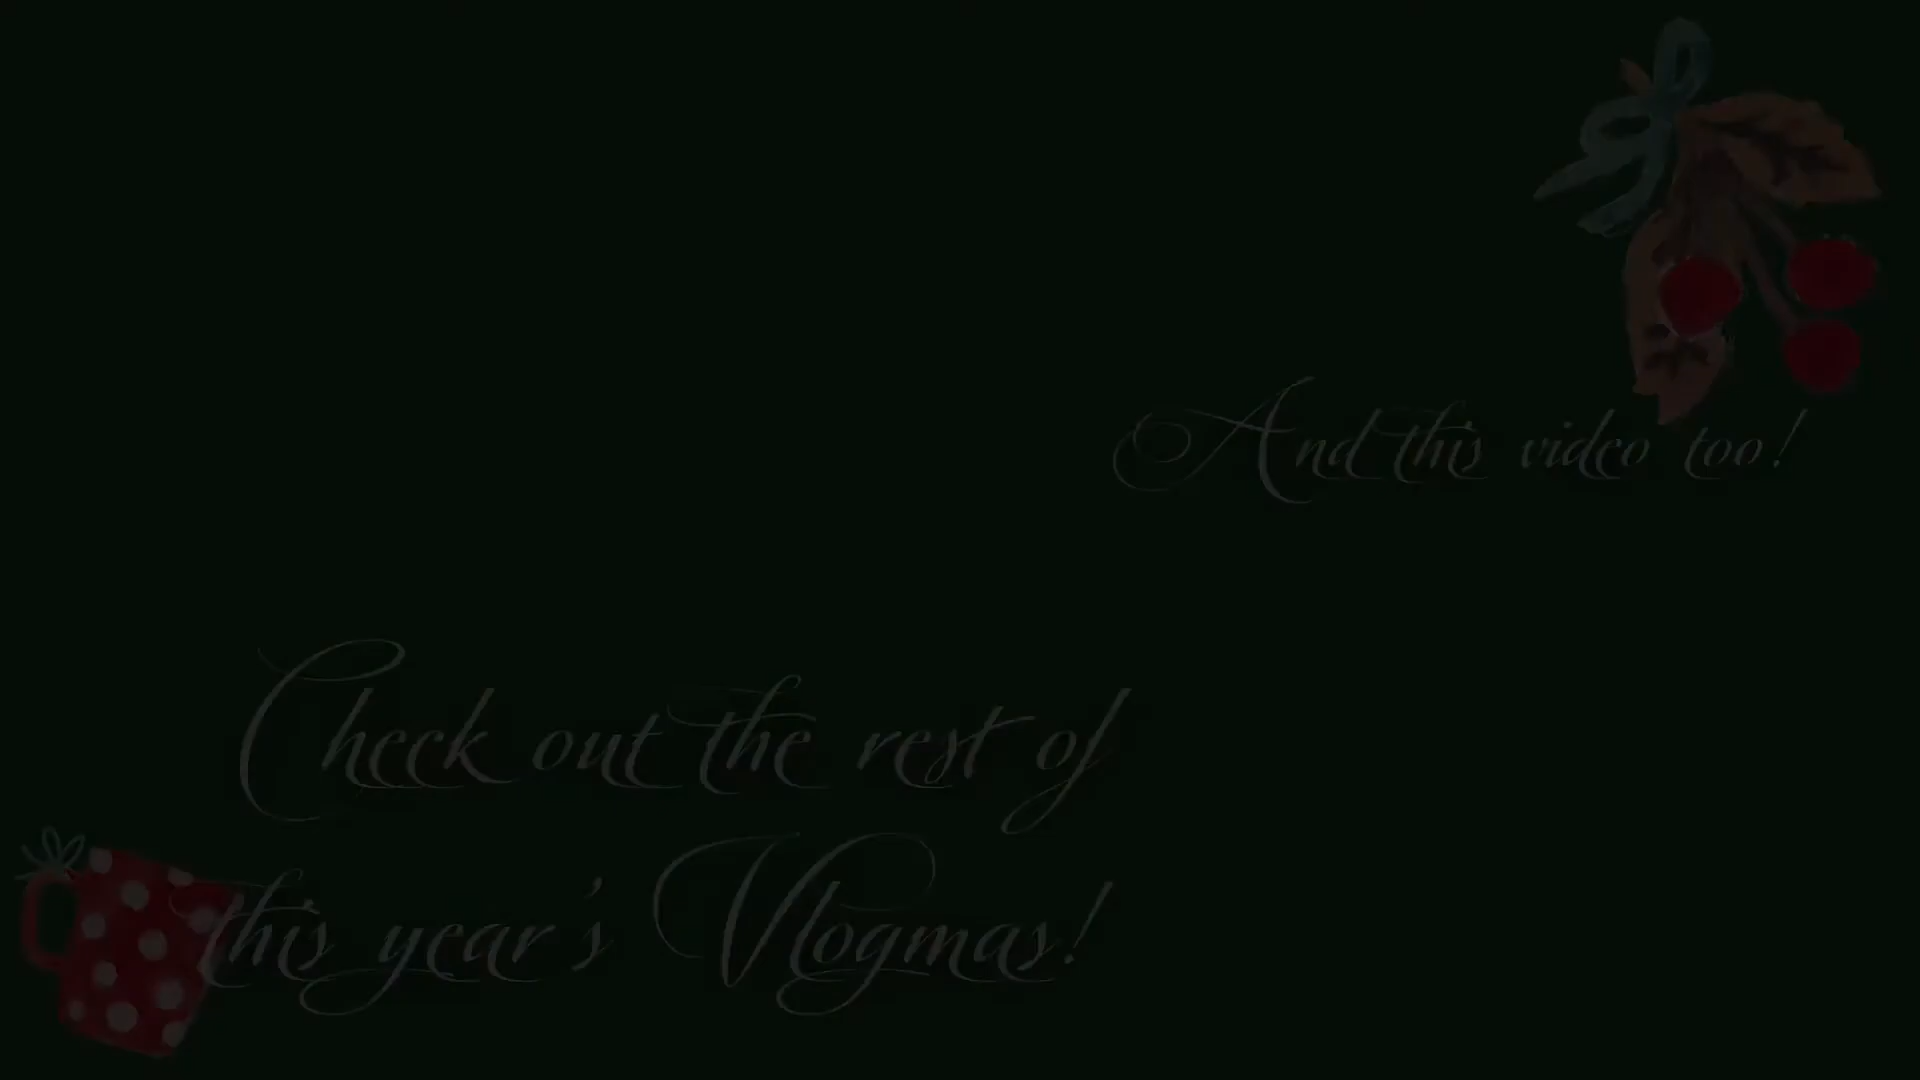 And this video too!
Check out the rest of
this year's Vlogmas!